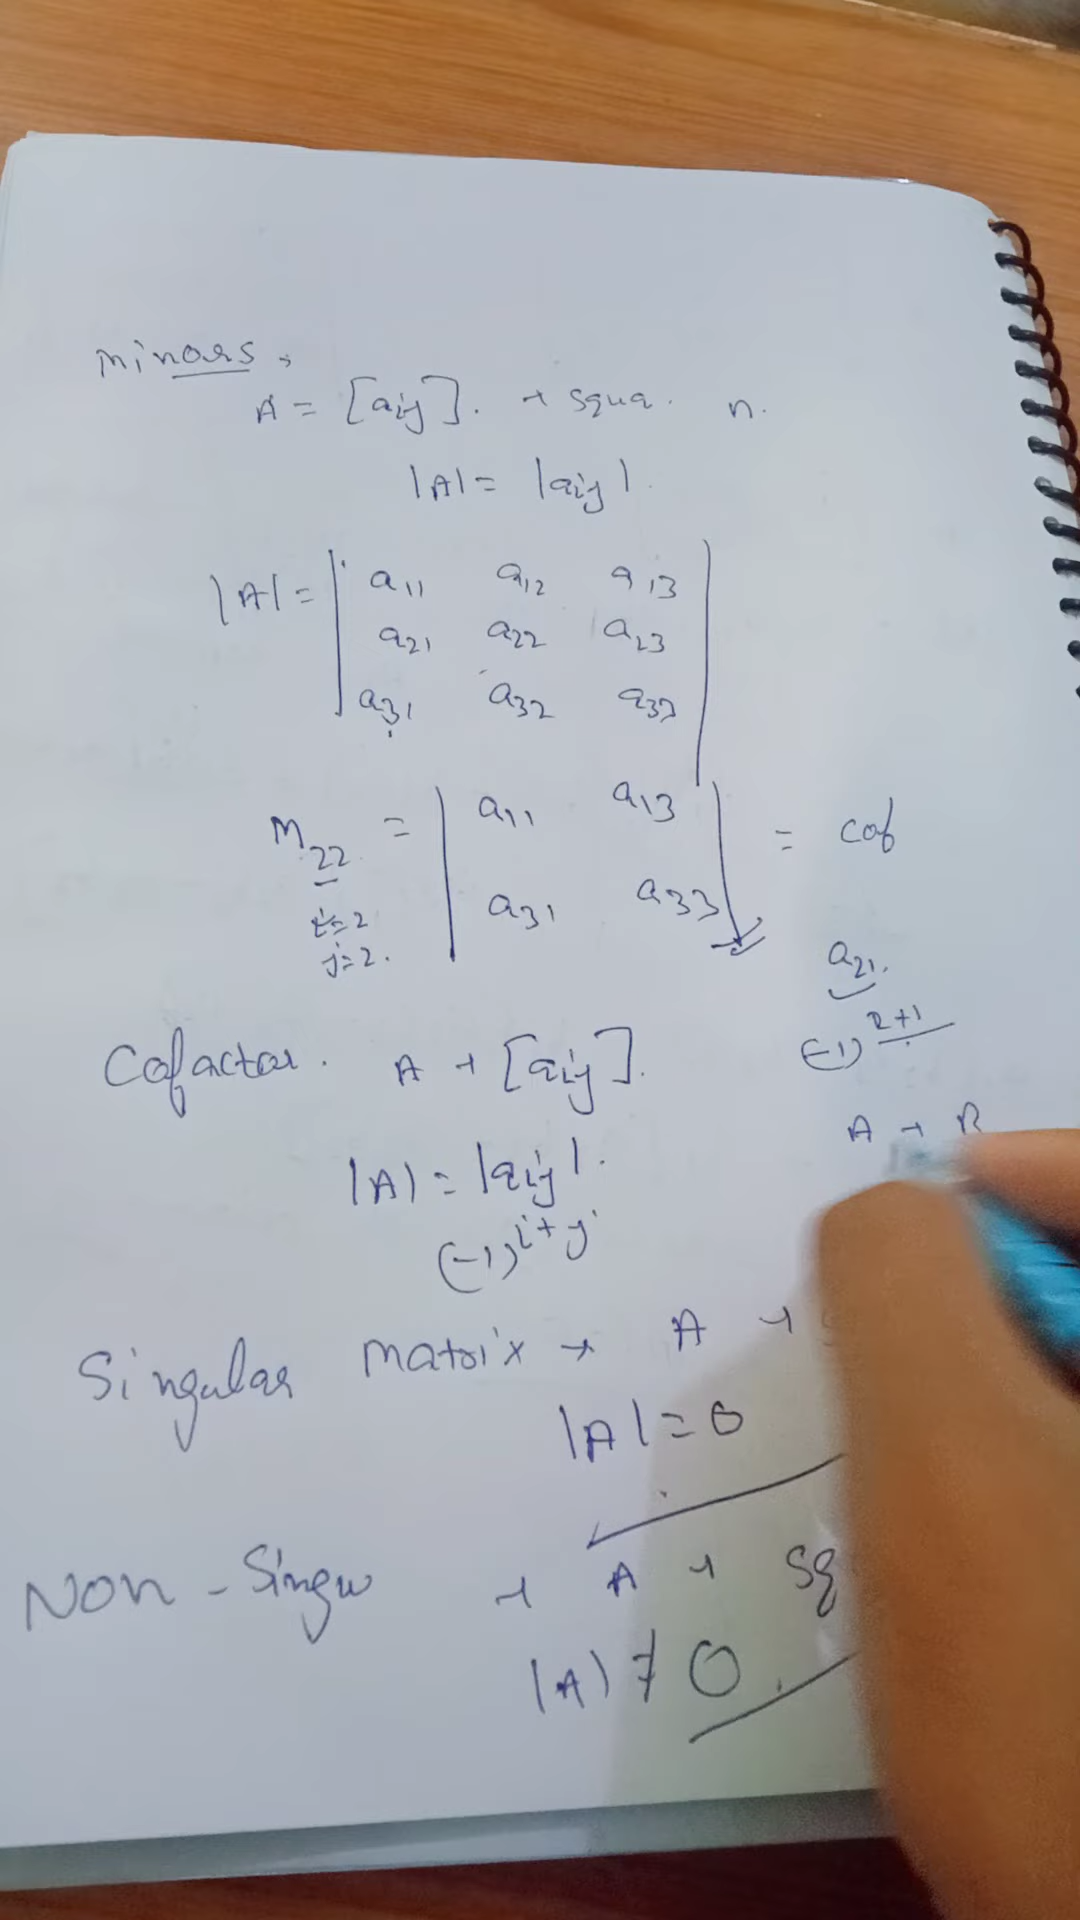 Minors →
A = [aij]. → squa. n.
|A| = |aij|.
|A| = | a11 a12 a13 |
| a21 a22 a23 |
| a31 a32 a33 |
M22 = | a11 a13 | = cof
| a31 a33 |
i=2
j=2.
a21.
(-1)2+1
Cofactor. A → [aij].
A →
|A| = |aij|.
(-1)i+j
Singular matrix → A →
|A| = 0
Non-Singu → A → sq
|A| ≠ 0.